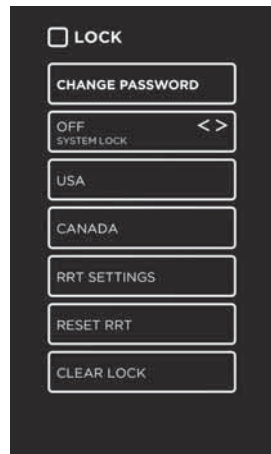 LOCK
CHANGE PASSWORD
OFF < >
SYSTEM LOCK
USA
CANADA
RRT SETTINGS
RESET RRT
CLEAR LOCK